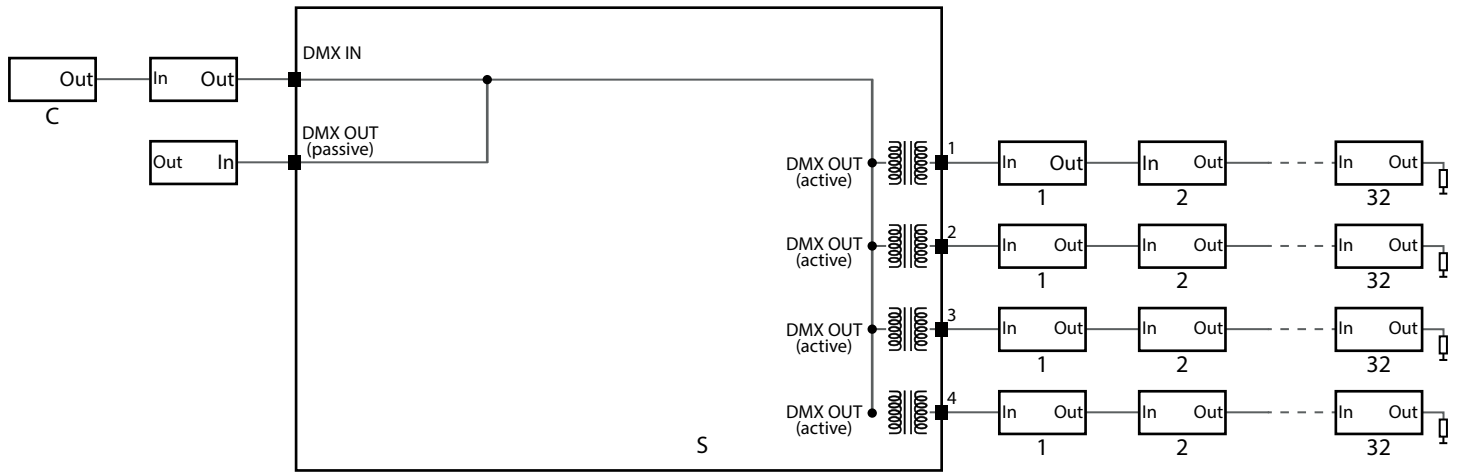 DMX IN
Out
In Out
C
DMX OUT
(passive)
Out In
DMX OUT
(active)
1
In Out
In Out
In Out
1
2
32
DMX OUT
(active)
2
In Out
In Out
In Out
1
2
32
DMX OUT
(active)
3
In Out
In Out
In Out
1
2
32
DMX OUT
(active)
4
In Out
In Out
In Out
1
2
32
S